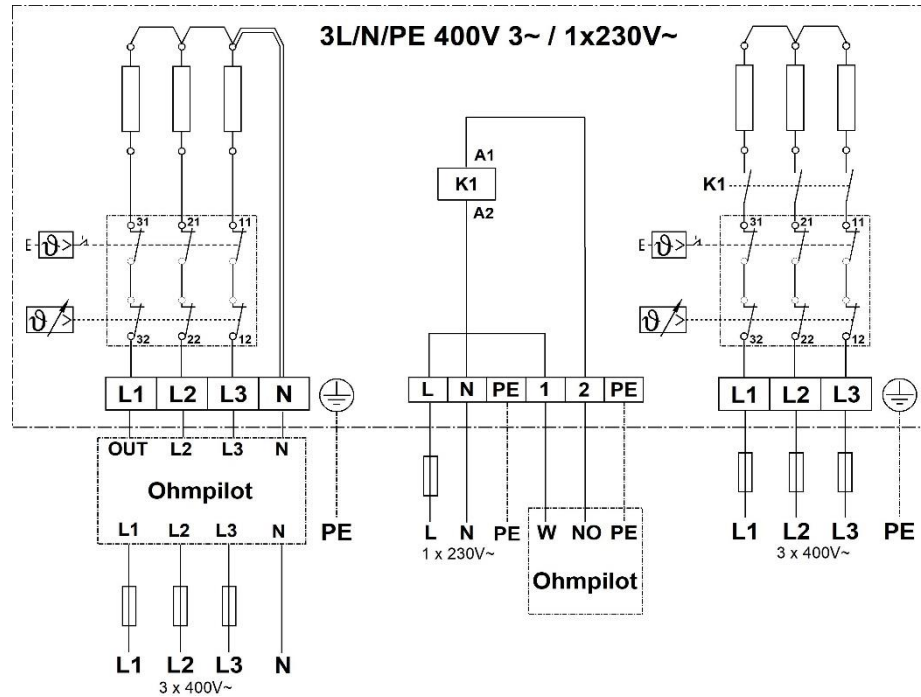 3L/N/PE 400V 3~ / 1x230V~
A1
K1
A2
K1
31 21 11
E ϑ >
ϑ >
32 22 12
31 21 11
E ϑ >
ϑ >
32 22 12
L1 L2 L3 N
L N PE 1 2 PE
L1 L2 L3
OUT L2 L3 N
Ohmpilot
L1 L2 L3 N
PE
L1 L2 L3 N
3 x 400V~
L N PE
1 x 230V~
W NO PE
Ohmpilot
L1 L2 L3 PE
3 x 400V~